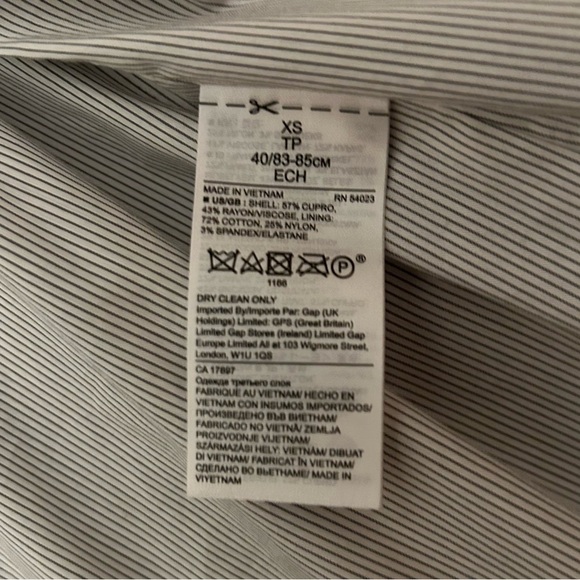 XS
TP
40/83-85CM
ECH
MADE IN VIETNAM RN 54023
■ US/GB : SHELL: 57% CUPRO,
43% RAYON/VISCOSE, LINING:
72% COTTON, 25% NYLON,
3% SPANDEX/ELASTANE
P®
1166
DRY CLEAN ONLY
Imported By/Importe Par: Gap (UK
Holdings) Limited: GPS (Great Britain)
Limited Gap Stores (Ireland) Limited Gap
Europe Limited All at 103 Wigmore Street,
London, W1U 1QS
CA 17897
Одежда третьего слоя
FABRIQUE AU VIETNAM/ HECHO EN
VIETNAM CON INSUMOS IMPORTADOS/
ПРОИЗВЕДЕНО ВЪВ ВИЕТНАМ/
FABRICADO NO VIETNÃ/ ZEMLJA
PROIZVODNJE VIJETNAM/
SZÁRMAZÁSI HELY: VIETNÁM/ DIBUAT
DI VIETNAM/ FABRICAT ÎN VIETNAM/
СДЕЛАНО ВО ВЬЕТНАМЕ/ MADE IN
VIYETNAM